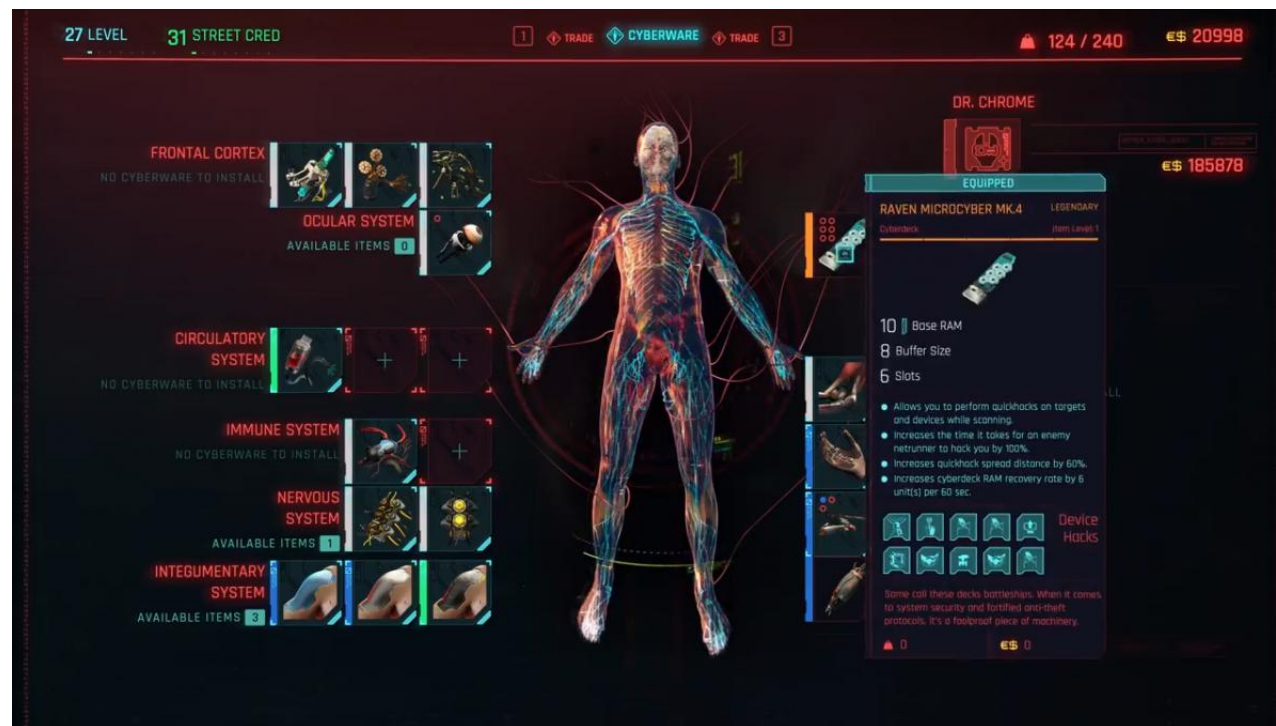 27 LEVEL
31 STREET CRED
1 TRADE CYBERWARE TRADE 3
124 / 240
€$ 20998
DR. CHROME
€$ 185878
FRONTAL CORTEX
NO CYBERWARE TO INSTALL
OCULAR SYSTEM
AVAILABLE ITEMS 0
CIRCULATORY
SYSTEM
NO CYBERWARE TO INSTALL
IMMUNE SYSTEM
NO CYBERWARE TO INSTALL
NERVOUS
SYSTEM
AVAILABLE ITEMS 1
INTEGUMENTARY
SYSTEM
AVAILABLE ITEMS 3
EQUIPPED
RAVEN MICROCYBER MK.4 LEGENDARY
Cyberdeck Item Level 1
10 Base RAM
8 Buffer Size
6 Slots
Allows you to perform quickhacks on targets
and devices while scanning.
Increases the time it takes for an enemy
netrunner to hack you by 100%.
Increases quickhack spread distance by 60%.
Increases cyberdeck RAM recovery rate by 6
unit(s) per 60 sec.
Device
Hacks
Some call these decks battleships. When it comes
to system security and fortified anti-theft
protocols, it's a foolproof piece of machinery.
0 €$ 0
LL